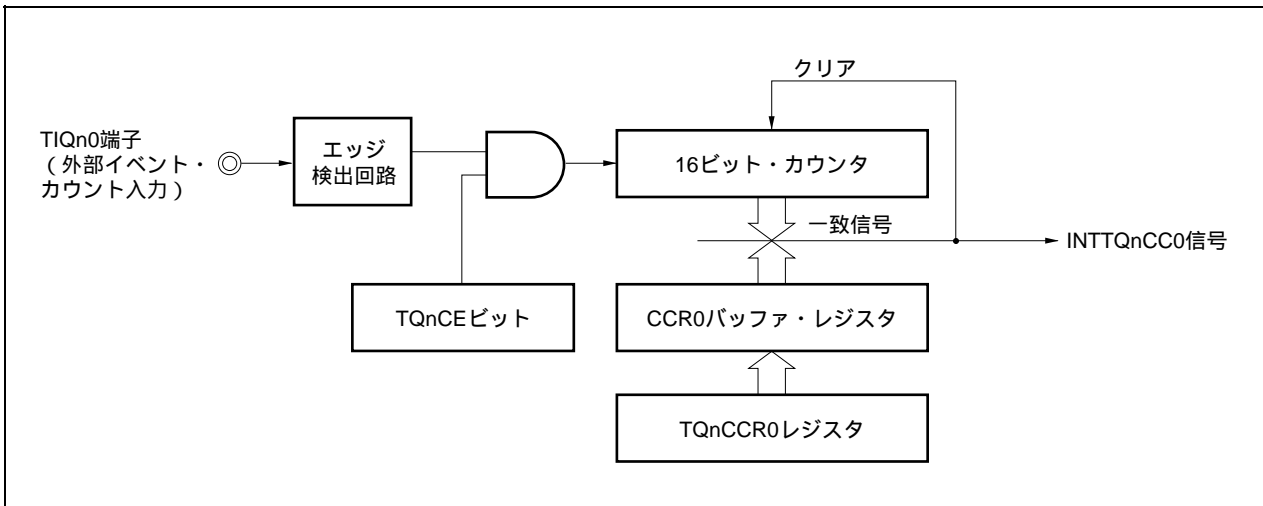 クリア
TIQn0端子
（外部イベント・
カウント入力）
エッジ
検出回路
16ビット・カウンタ
一致信号
INTTQnCC0信号
TQnCEビット
CCR0バッファ・レジスタ
TQnCCR0レジスタ